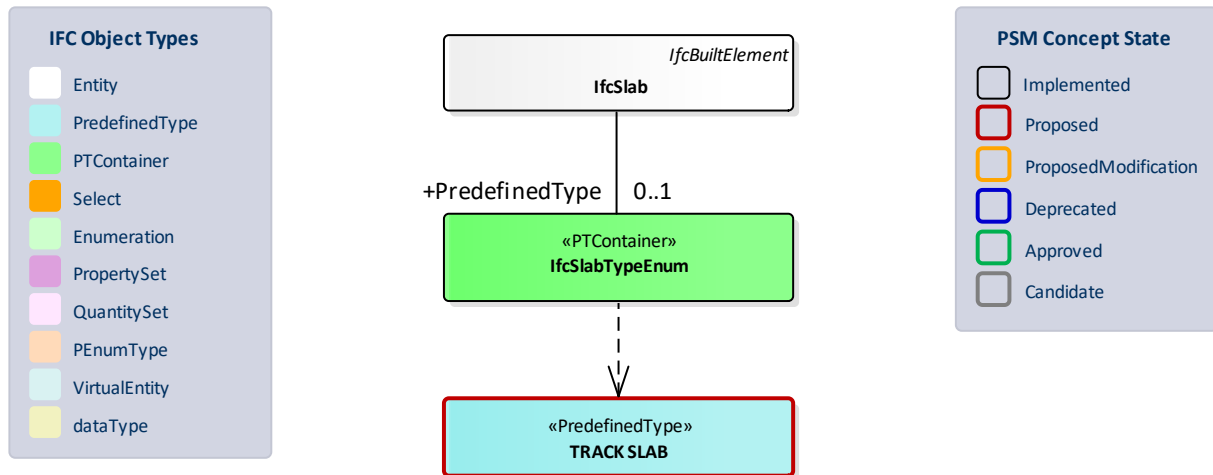 IFC Object Types
Entity
PredefinedType
PTContainer
Select
Enumeration
PropertySet
QuantitySet
PEnumType
VirtualEntity
dataType
IfcBuiltElement
IfcSlab
+PredefinedType 0..1
«PTContainer»
IfcSlabTypeEnum
«PredefinedType»
TRACK SLAB
PSM Concept State
Implemented
Proposed
ProposedModification
Deprecated
Approved
Candidate